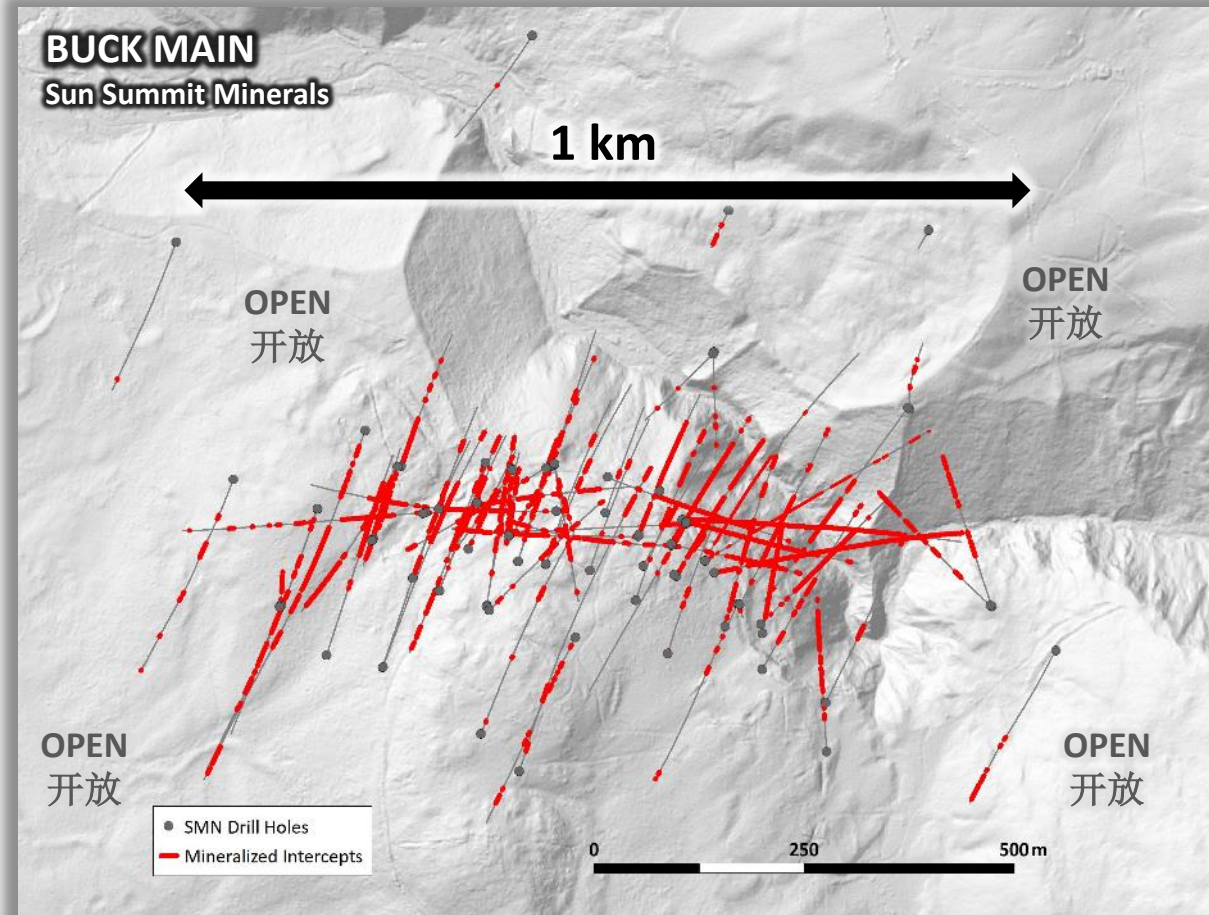 BUCK MAIN
Sun Summit Minerals
1 km
OPEN
开放
OPEN
开放
OPEN
开放
OPEN
开放
SMN Drill Holes
Mineralized Intercepts
0 250 500 m